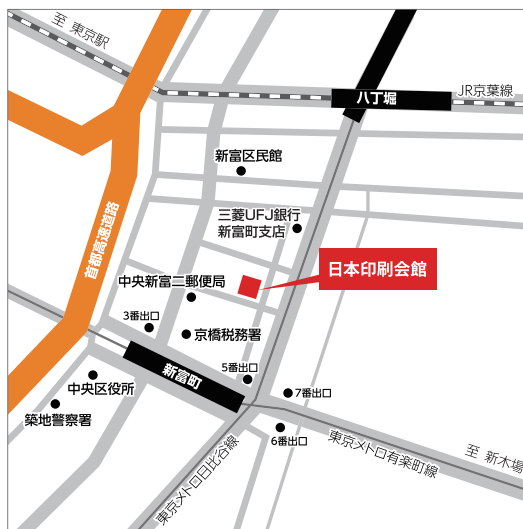 至 東京駅
JR京葉線
八丁堀
新富区民館
三菱UFJ銀行
新富町支店
首都高速道路
日本印刷会館
中央新富二郵便局
3番出口
京橋税務署
新富町
5番出口
7番出口
中央区役所
築地警察署
6番出口
東京メトロ日比谷線
東京メトロ有楽町線
至 新木場